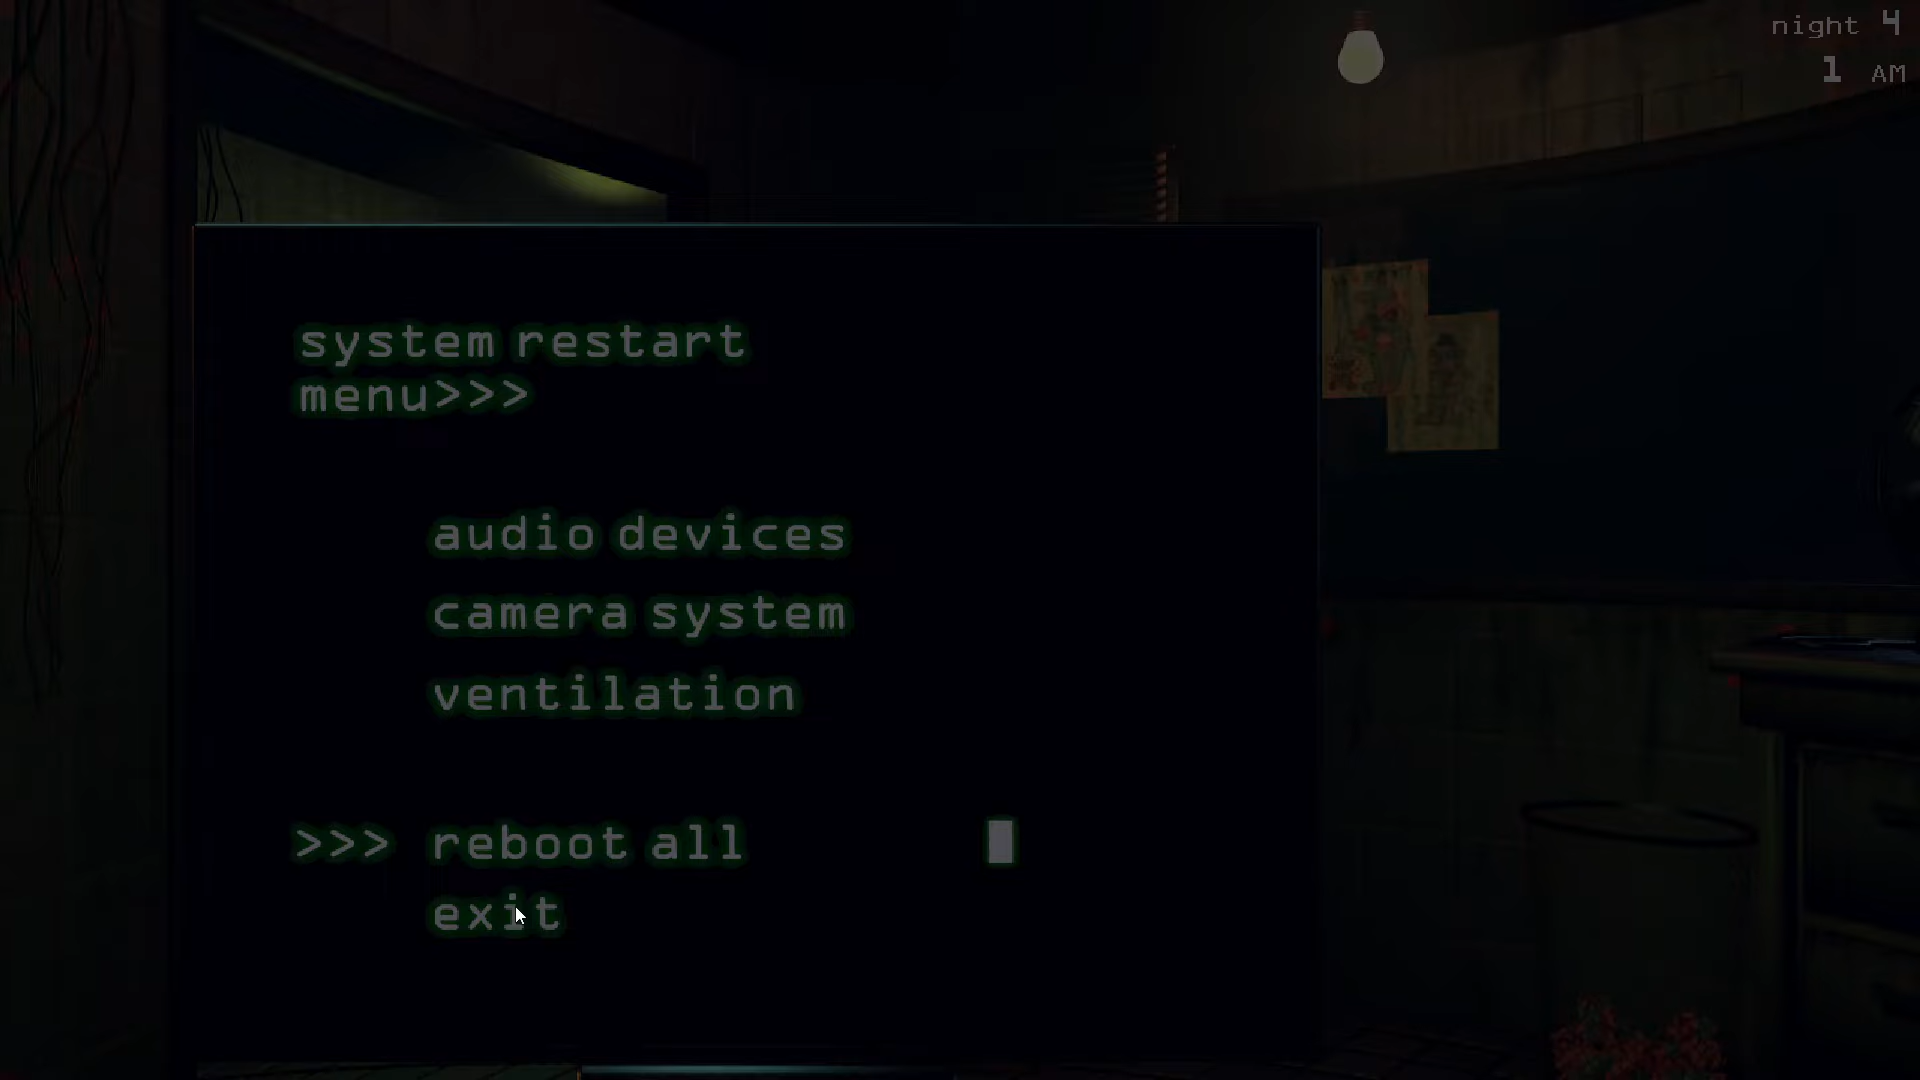 night 4
1 AM
system restart
menu>>>
audio devices
camera system
ventilation
>>> reboot all
exit